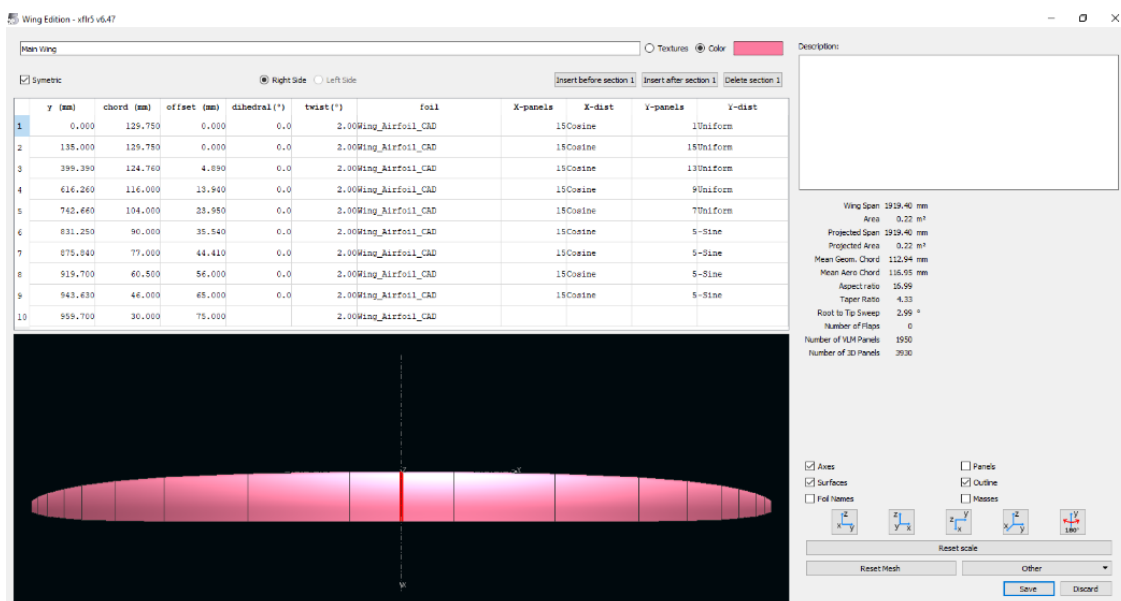 Wing Edition - xflr5 v6.47
Main Wing
Textures Color
Description:
Symetric
Right Side Left Side
Insert before section 1 Insert after section 1 Delete section 1
y (mm) chord (mm) offset (mm) dihedral(°) twist(°) foil X-panels X-dist Y-panels Y-dist
1 0.000 129.750 0.000 0.0 2.00 Wing_Airfoil_CAD 15 Cosine 1 Uniform
2 135.000 129.750 0.000 0.0 2.00 Wing_Airfoil_CAD 15 Cosine 15 Uniform
3 399.390 124.760 4.890 0.0 2.00 Wing_Airfoil_CAD 15 Cosine 13 Uniform
4 616.260 116.000 13.940 0.0 2.00 Wing_Airfoil_CAD 15 Cosine 9 Uniform
5 742.660 104.000 23.950 0.0 2.00 Wing_Airfoil_CAD 15 Cosine 7 Uniform
6 831.250 90.000 35.540 0.0 2.00 Wing_Airfoil_CAD 15 Cosine 5 -Sine
7 875.840 77.000 44.410 0.0 2.00 Wing_Airfoil_CAD 15 Cosine 5 -Sine
8 919.700 60.500 56.000 0.0 2.00 Wing_Airfoil_CAD 15 Cosine 5 -Sine
9 943.630 46.000 65.000 0.0 2.00 Wing_Airfoil_CAD 15 Cosine 5 -Sine
10 959.700 30.000 75.000 2.00 Wing_Airfoil_CAD
Wing Span 1919.40 mm
Area 0.22 m²
Projected Span 1919.40 mm
Projected Area 0.22 m²
Mean Geom. Chord 112.94 mm
Mean Aero Chord 116.95 mm
Aspect ratio 16.99
Taper Ratio 4.33
Root to Tip Sweep 2.99 °
Number of Flaps 0
Number of VLM Panels 1950
Number of 3D Panels 3930
Axes Panels
Surfaces Outline
Foil Names Masses
z x y
z y x
z y x
z x y
y 180°
Reset scale
Reset Mesh Other
Save Discard